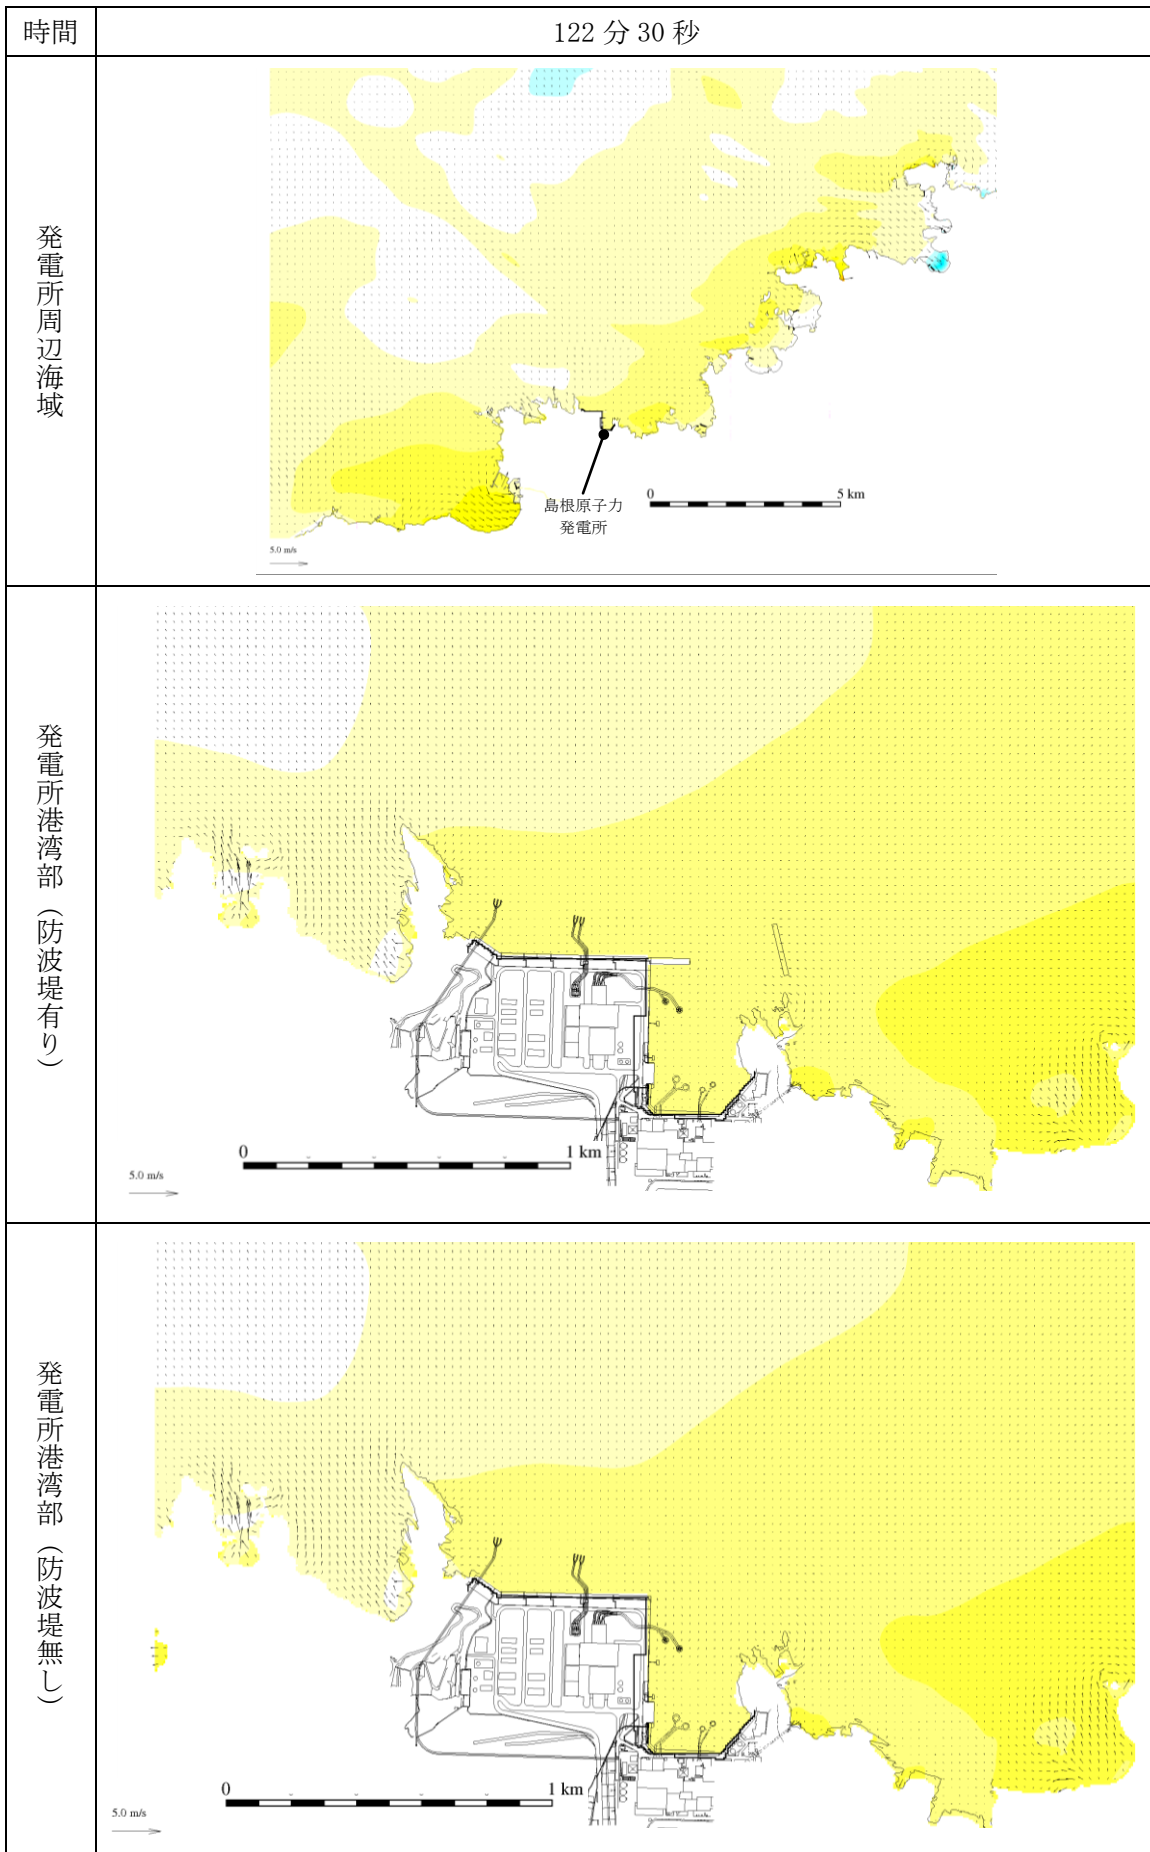 時間
122 分 30 秒
発電所周辺海域
島根原子力
発電所
0 5 km
5.0 m/s
発電所港湾部（防波堤有り）
0 1 km
5.0 m/s
発電所港湾部（防波堤無し）
0 1 km
5.0 m/s